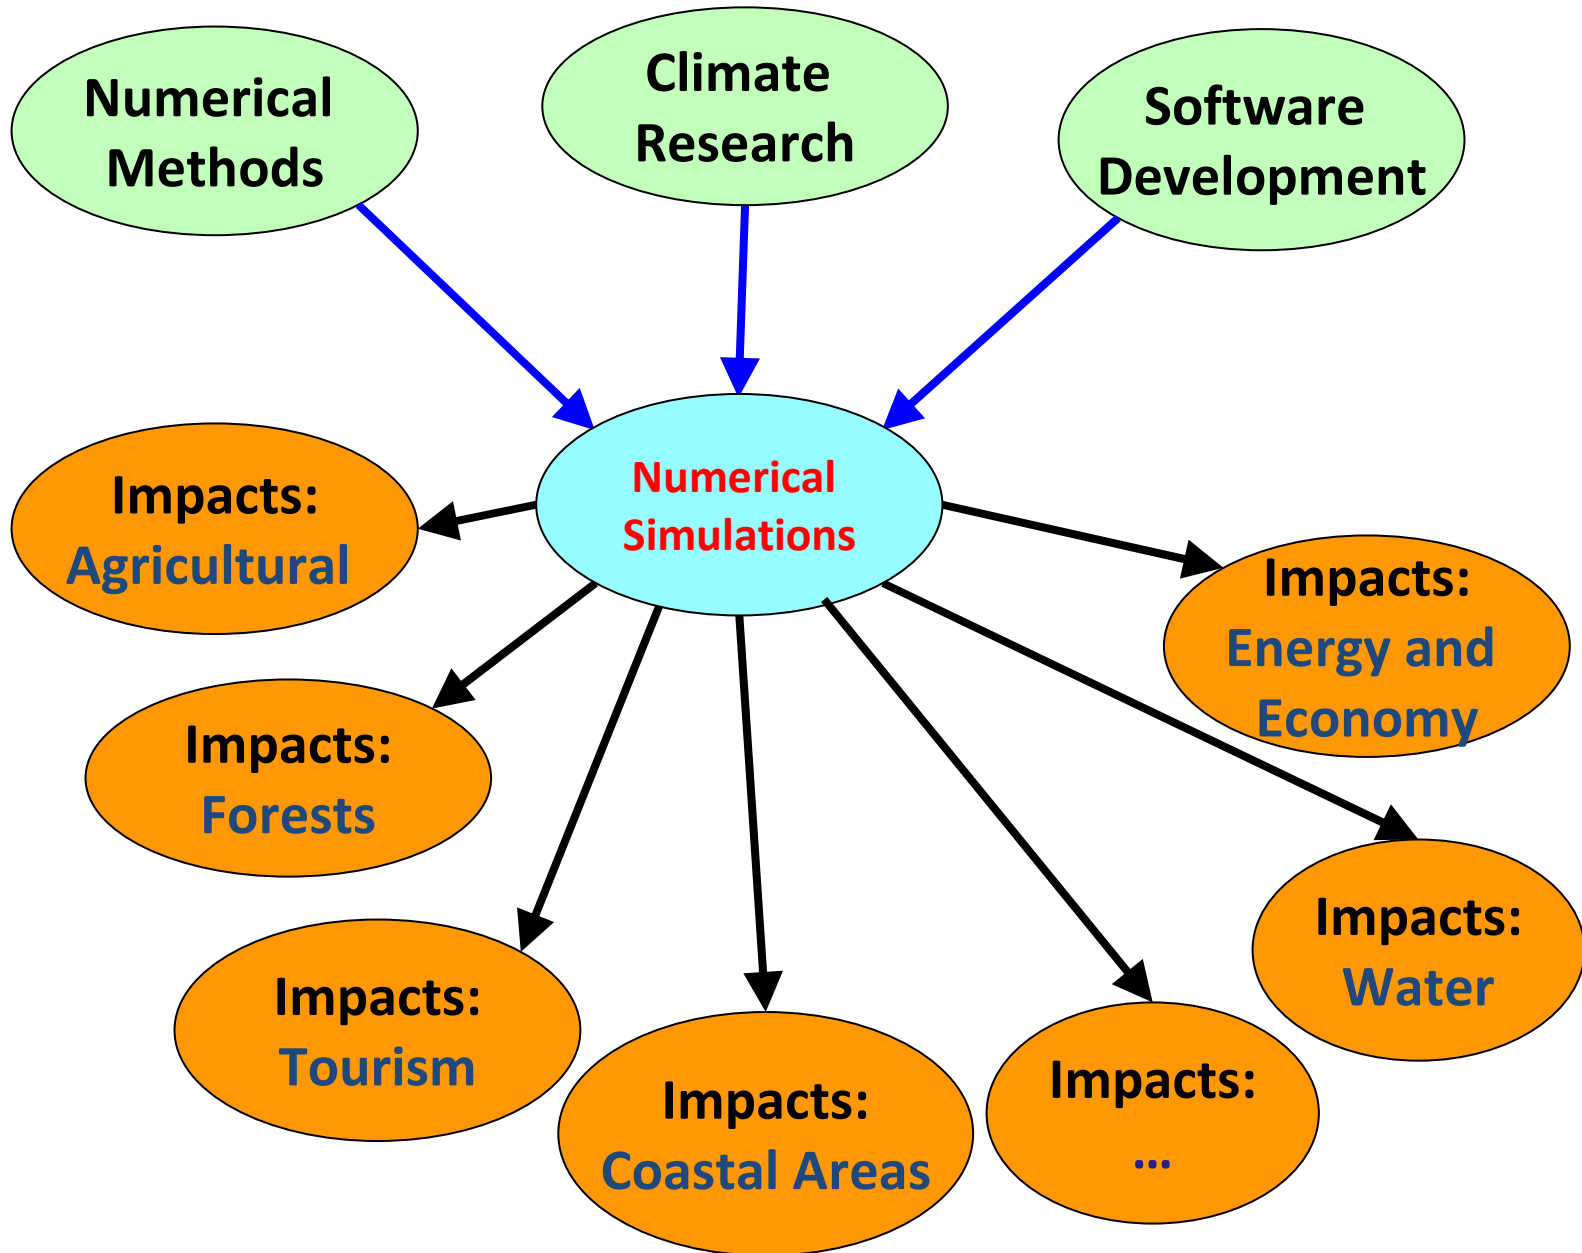 Numerical
Methods
Climate
Research
Software
Development
Numerical
Simulations
Impacts:
Agricultural
Impacts:
Energy and
Economy
Impacts:
Forests
Impacts:
Water
Impacts:
Tourism
Impacts:
Coastal Areas
Impacts:
...